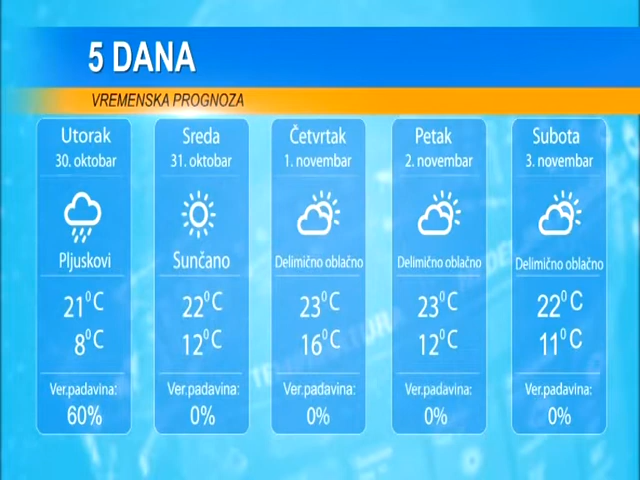 5 DANA
VREMENSKA PROGNOZA
Utorak
30. oktobar
Pljuskovi
21°C
8°C
Ver.padavina:
60%
Sreda
31. oktobar
Sunčano
22°C
12°C
Ver.padavina:
0%
Četvrtak
1. novembar
Delimično oblačno
23°C
16°C
Ver.padavina:
0%
Petak
2. novembar
Delimično oblačno
23°C
12°C
Ver.padavina:
0%
Subota
3. novembar
Delimično oblačno
22°C
11°C
Ver.padavina:
0%